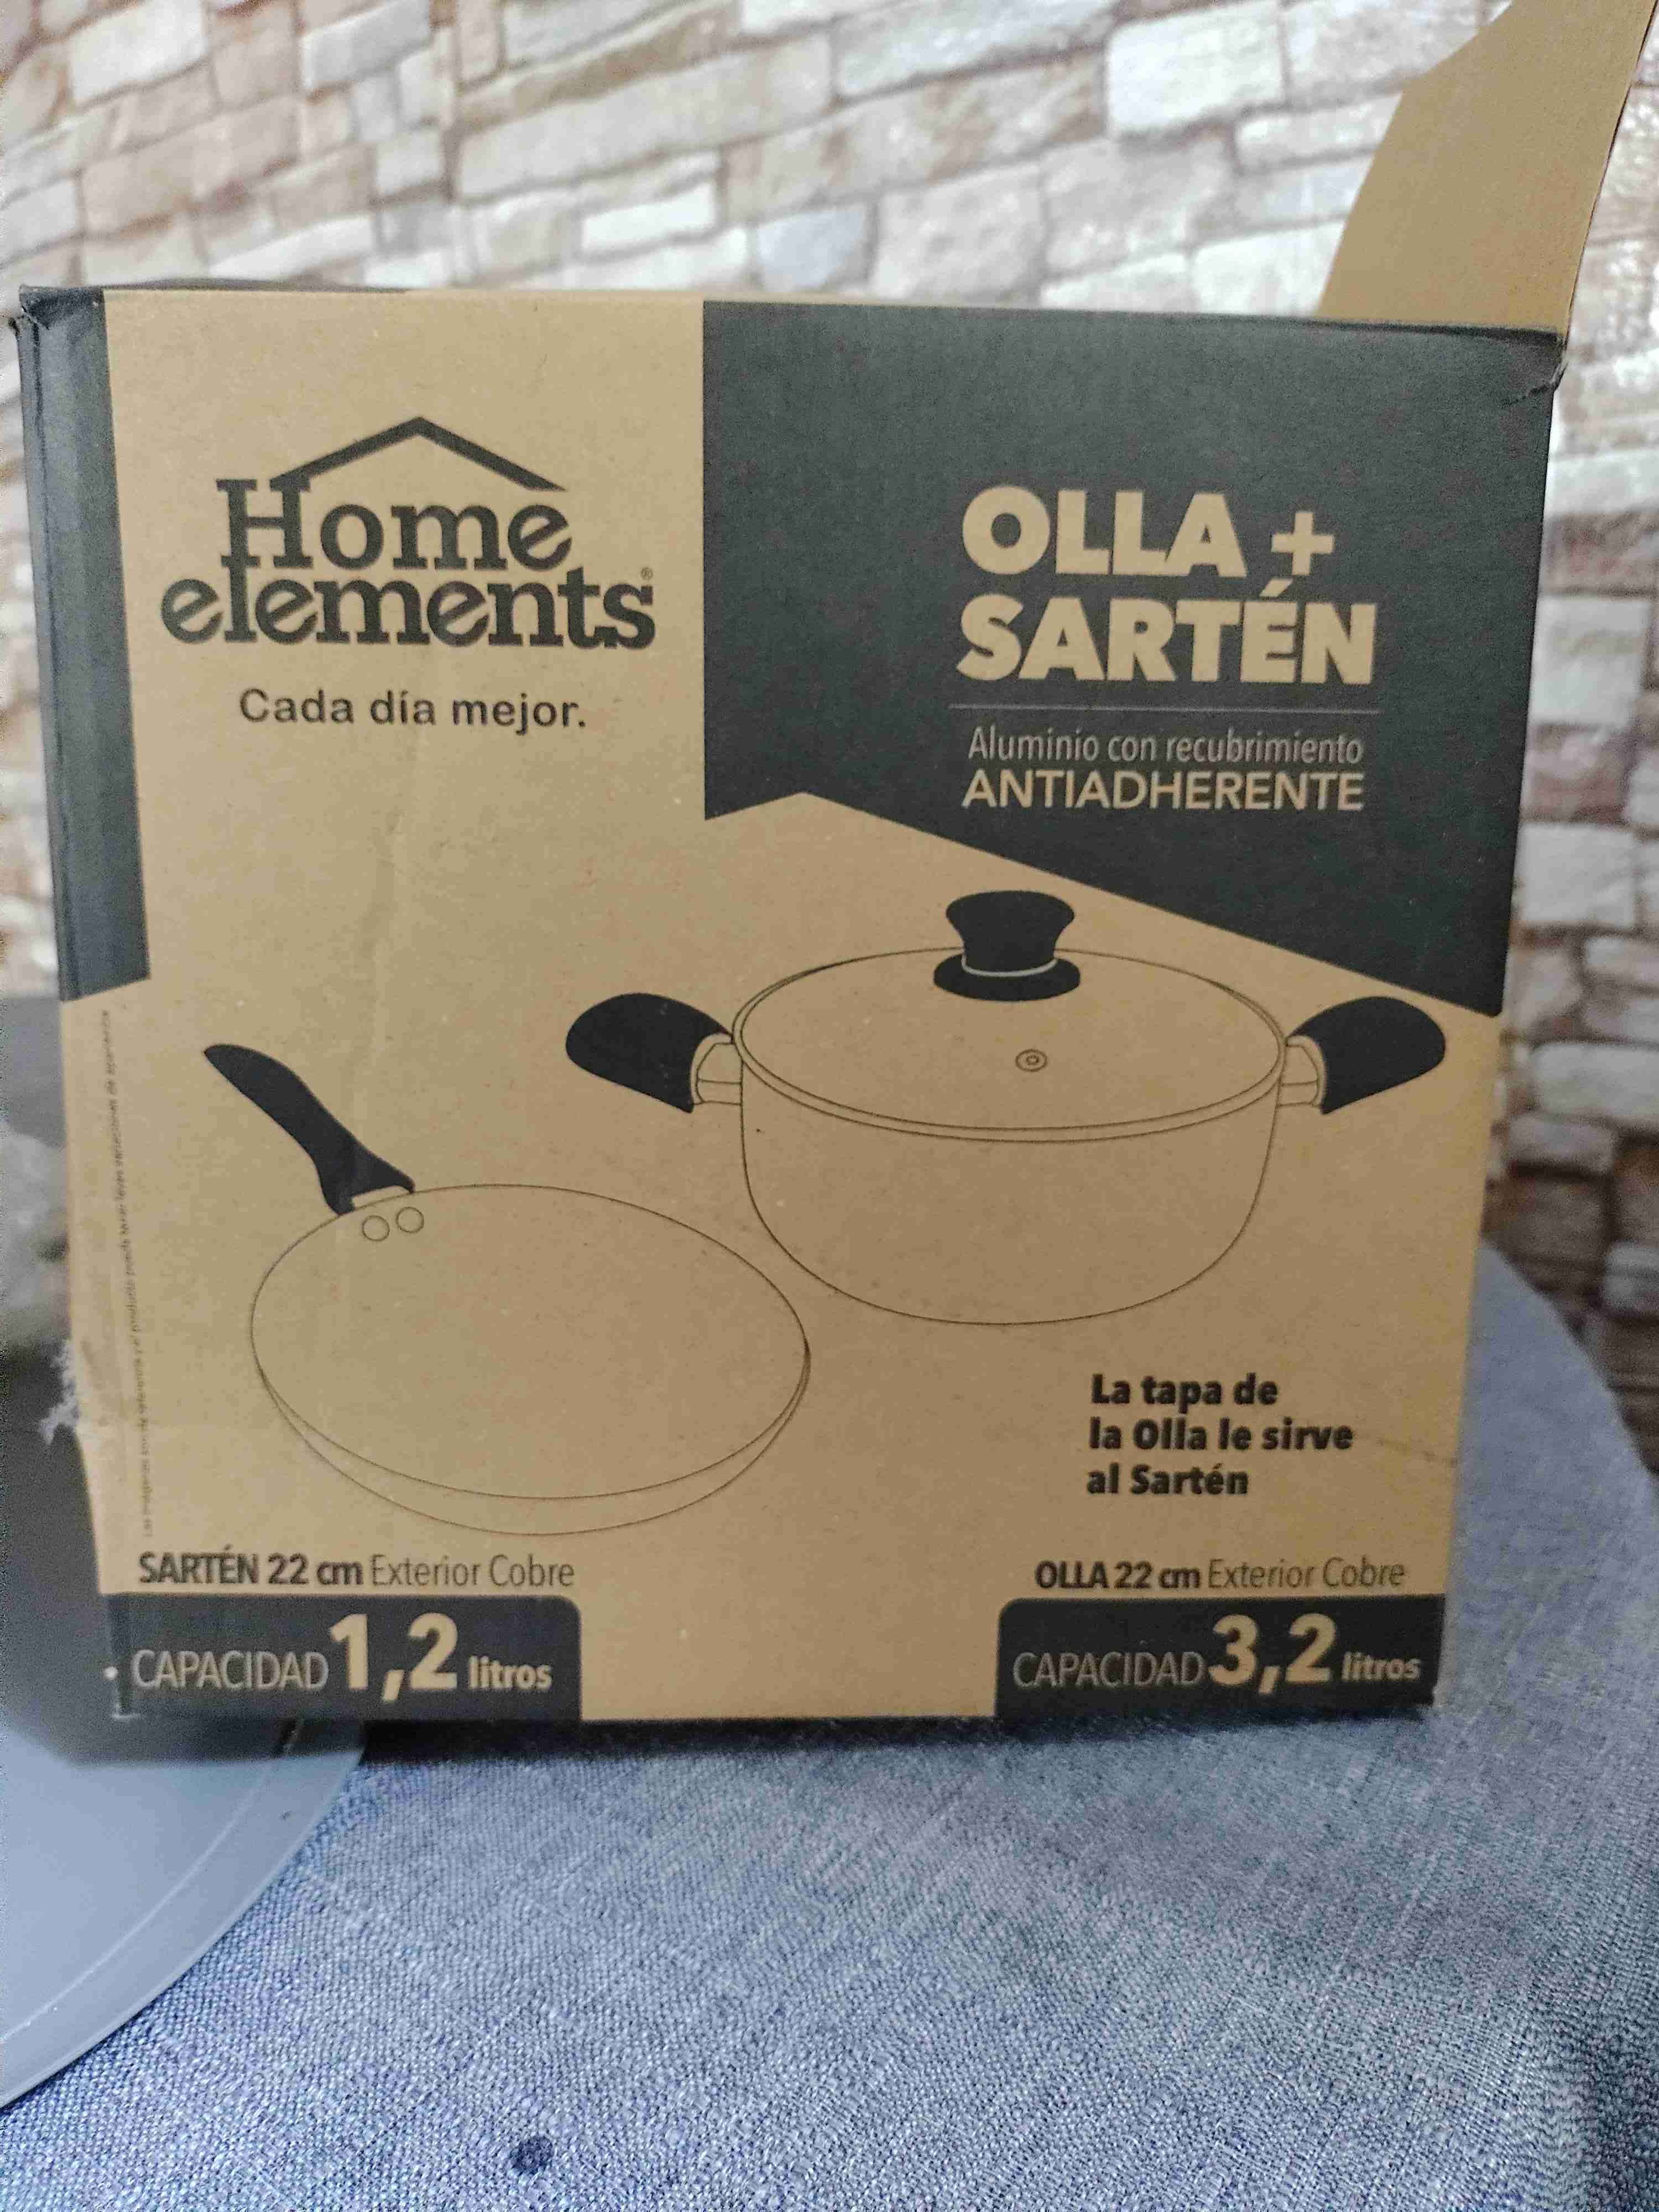 Home
elements®
Cada día mejor.
OLLA +
SARTÉN
Aluminio con recubrimiento
ANTIADHERENTE
La tapa de
la Olla le sirve
al Sartén
SARTÉN 22 cm Exterior Cobre
CAPACIDAD 1,2 litros
OLLA 22 cm Exterior Cobre
CAPACIDAD 3,2 litros